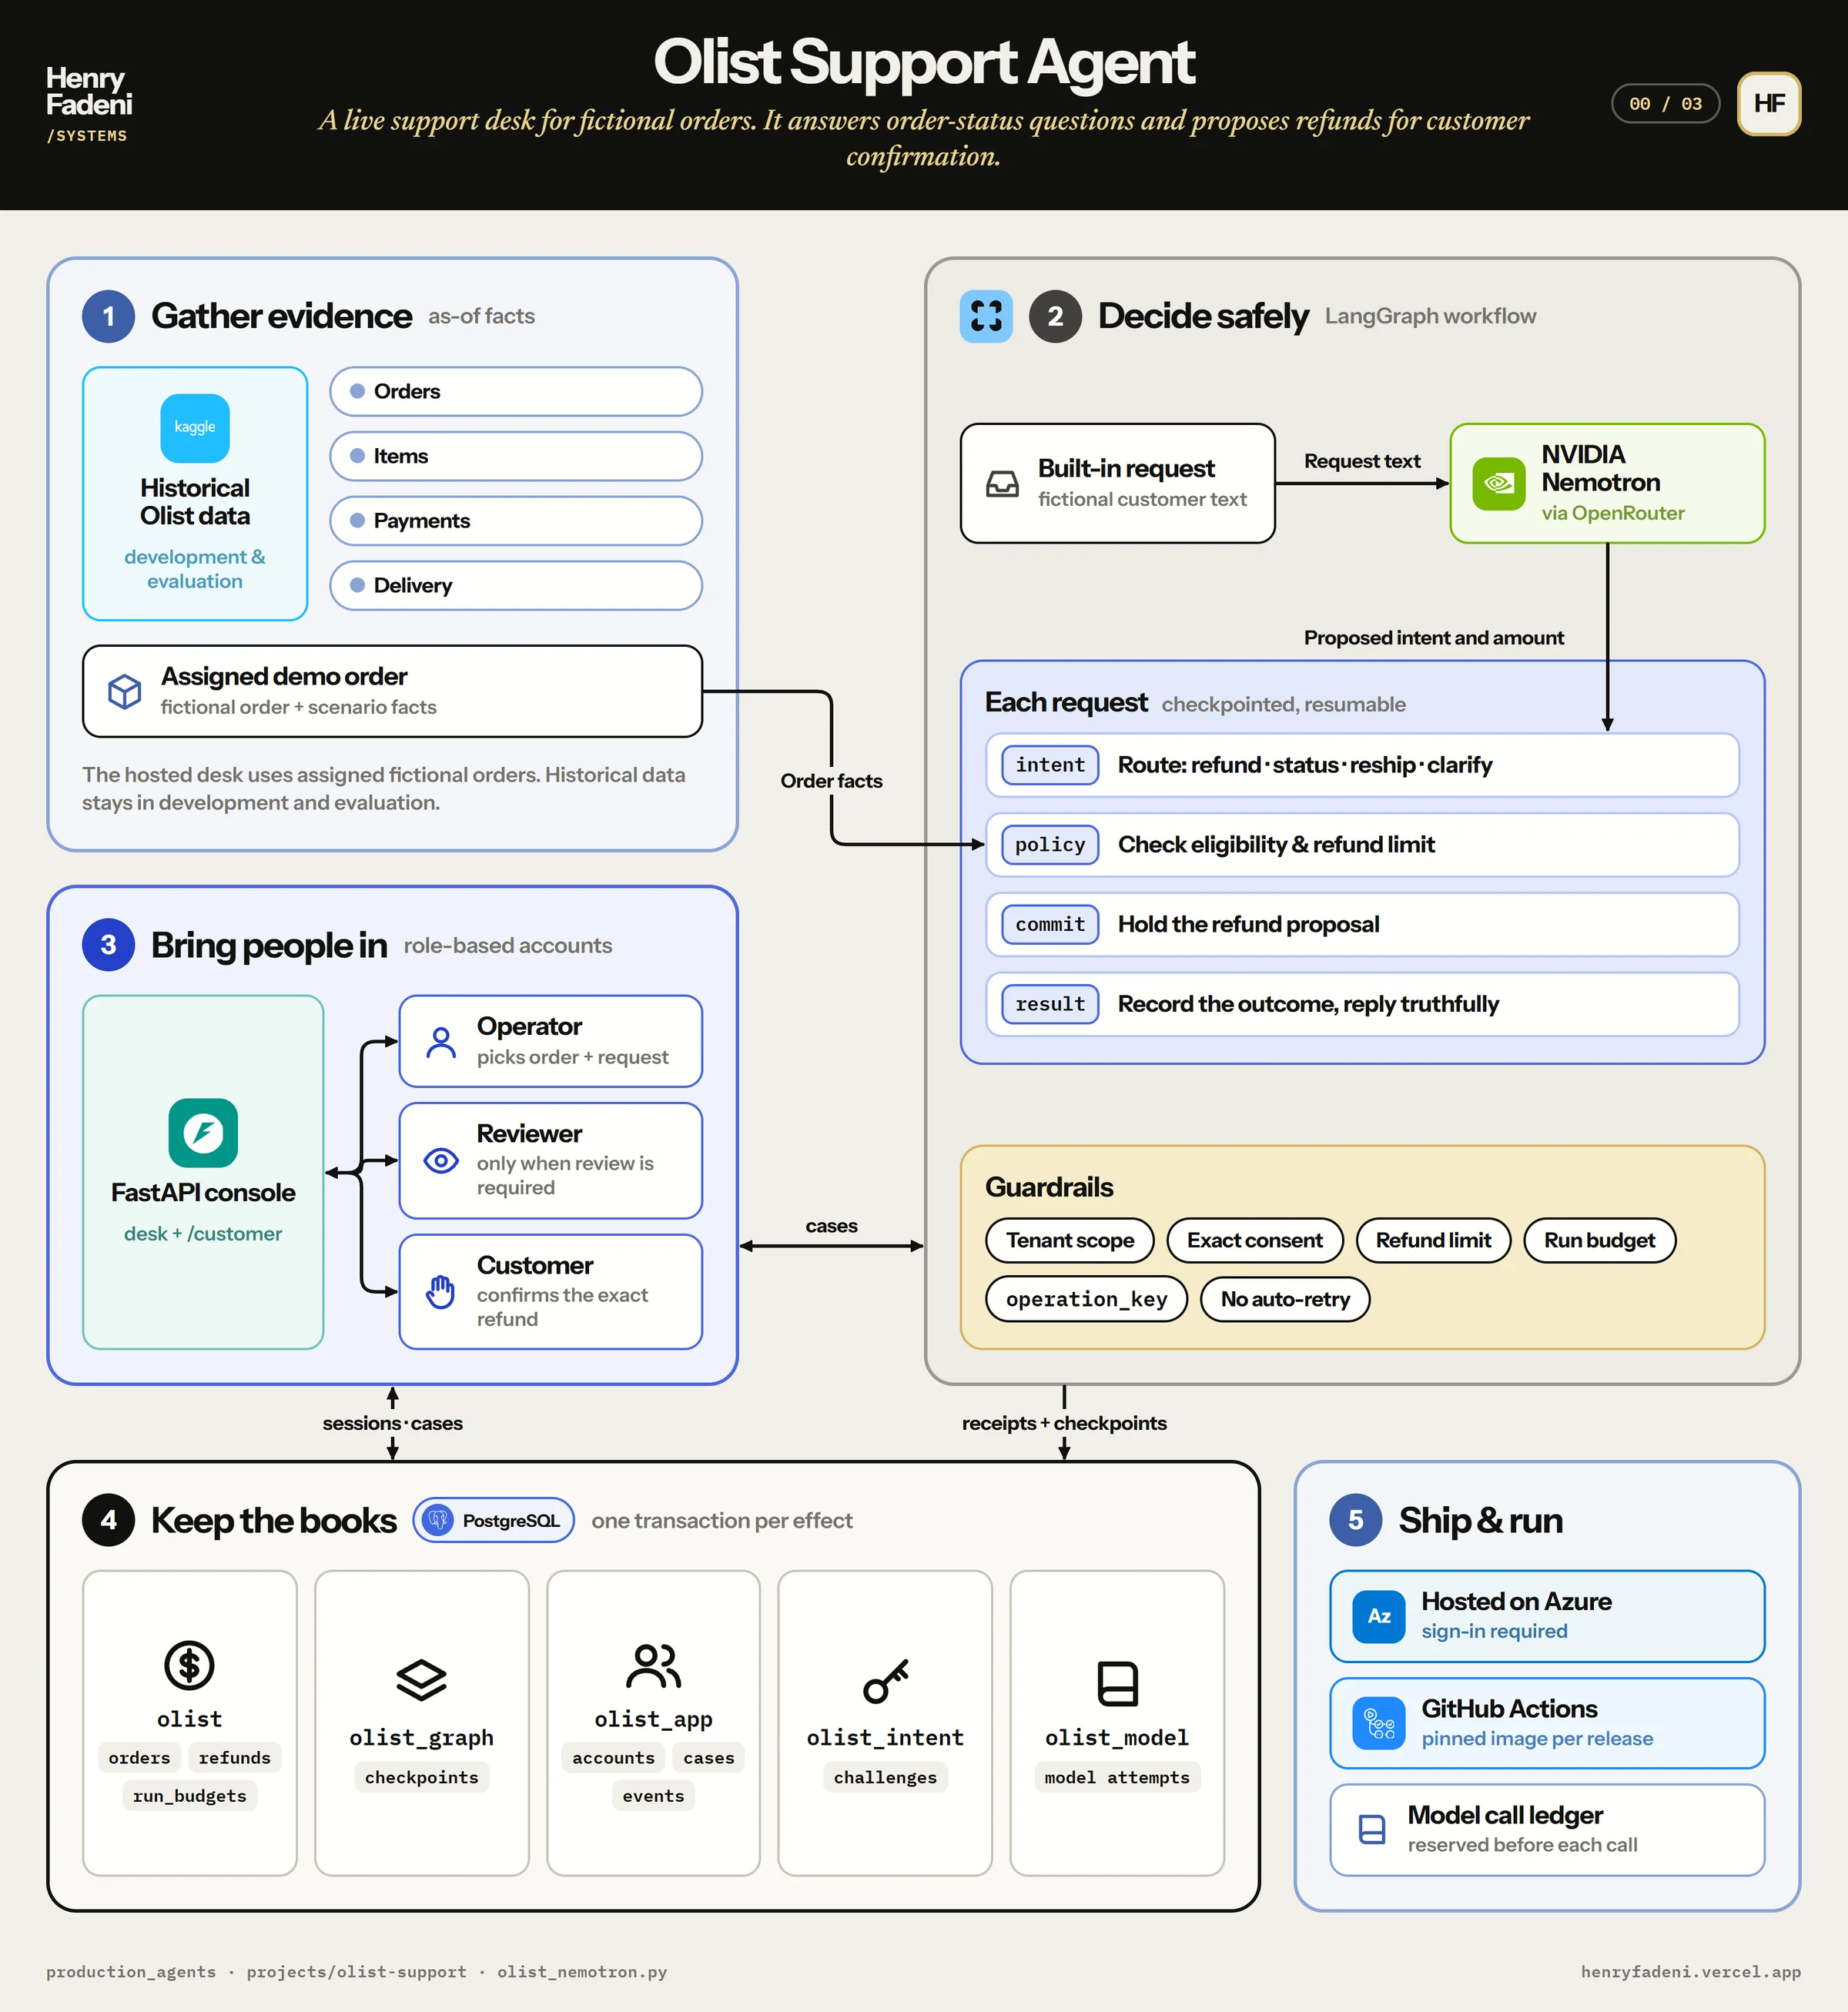 Henry
Fadeni
/SYSTEMS
Olist Support Agent
A live support desk for fictional orders. It answers order-status questions and proposes refunds for customer
confirmation.
00 / 03
HF
1
Gather evidence
as-of facts
kaggle
Historical
Olist data
development &
evaluation
Orders
Items
Payments
Delivery
Assigned demo order
fictional order + scenario facts
The hosted desk uses assigned fictional orders. Historical data
stays in development and evaluation.
Order facts
2
Decide safely
LangGraph workflow
Built-in request
fictional customer text
Request text
NVIDIA
Nemotron
via OpenRouter
Proposed intent and amount
Each request
checkpointed, resumable
intent
Route: refund · status · reship · clarify
policy
Check eligibility & refund limit
commit
Hold the refund proposal
result
Record the outcome, reply truthfully
Guardrails
Tenant scope
Exact consent
Refund limit
Run budget
operation_key
No auto-retry
3
Bring people in
role-based accounts
FastAPI console
desk + /customer
Operator
picks order + request
Reviewer
only when review is
required
Customer
confirms the exact
refund
cases
sessions · cases
receipts + checkpoints
4
Keep the books
PostgreSQL
one transaction per effect
olist
orders
refunds
run_budgets
olist_graph
checkpoints
olist_app
accounts
cases
events
olist_intent
challenges
olist_model
model attempts
5
Ship & run
Az
Hosted on Azure
sign-in required
GitHub Actions
pinned image per release
Model call ledger
reserved before each call
production_agents · projects/olist-support · olist_nemotron.py
henryfadeni.vercel.app